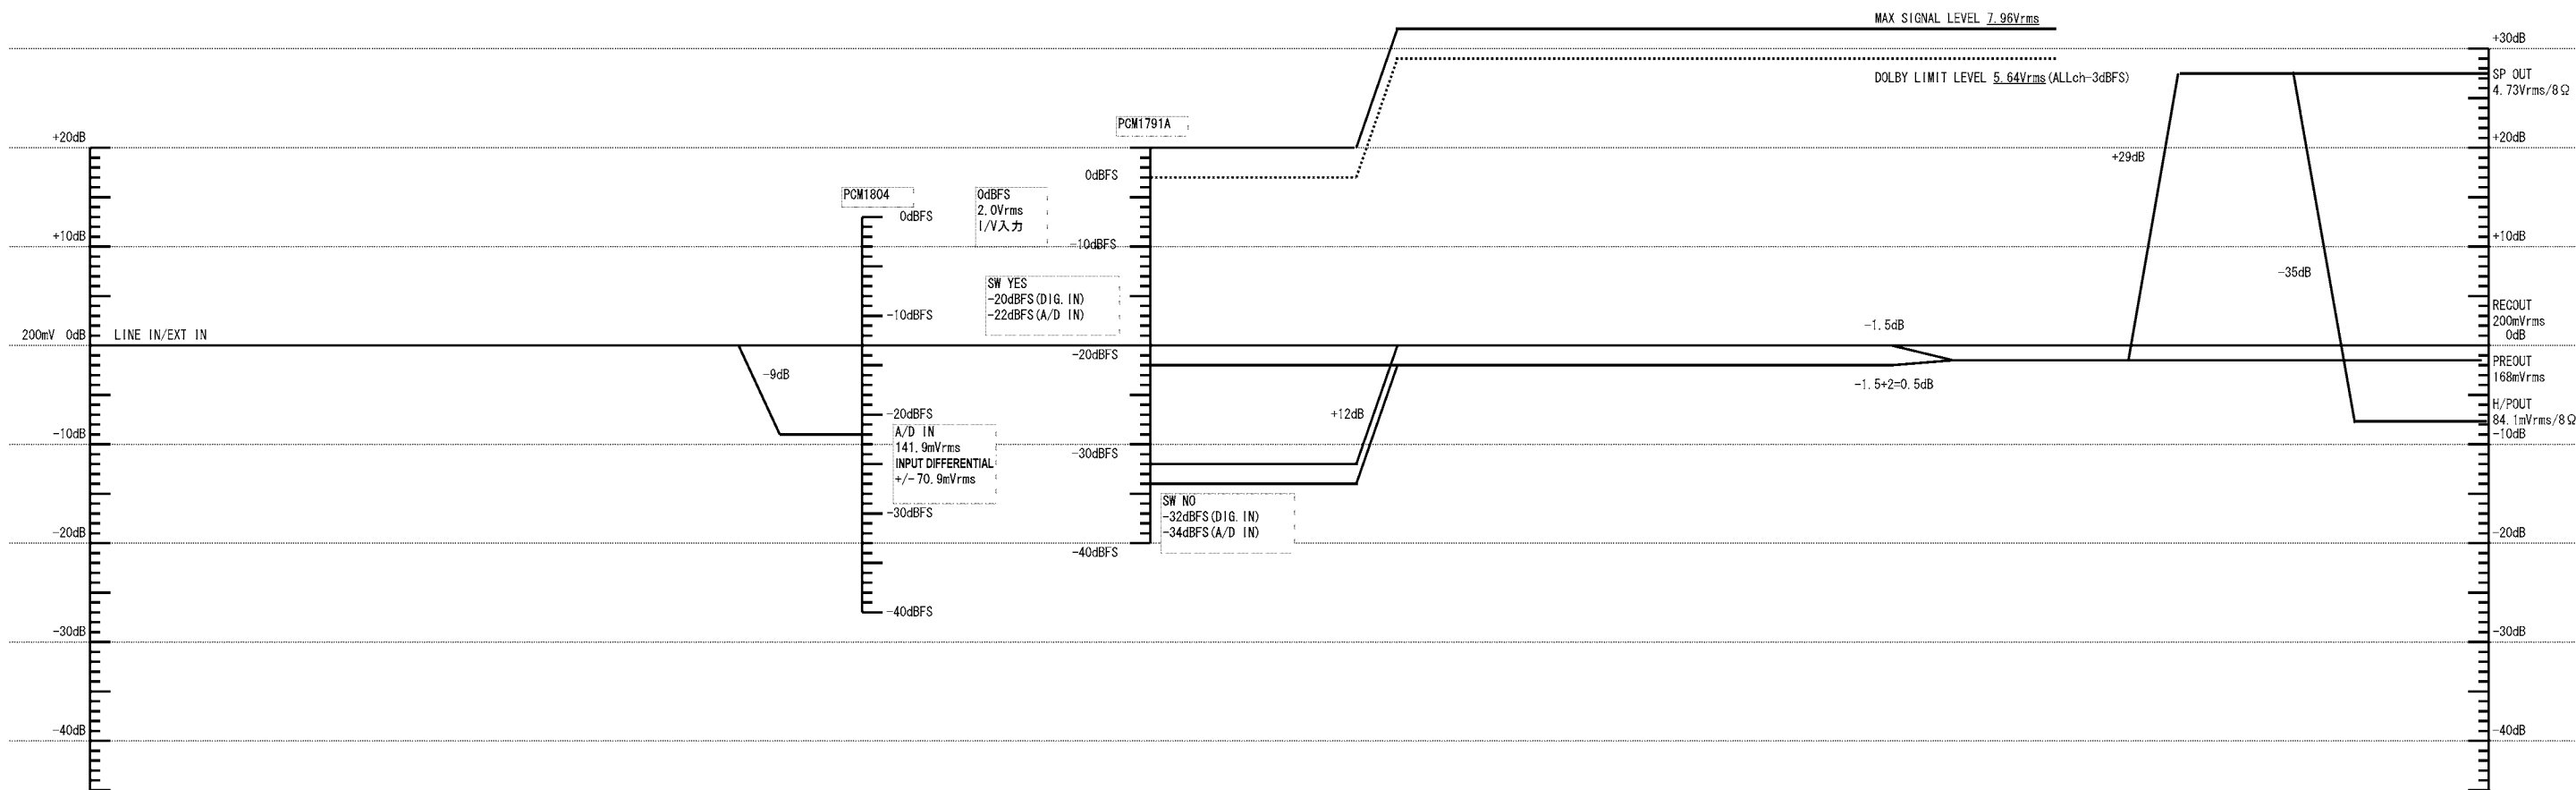 MAX SIGNAL LEVEL 7.96Vrms
DOLBY LIMIT LEVEL 5.64Vrms(ALLch-3dBFS)
+20dB
+10dB
200mV 0dB
-10dB
-20dB
-30dB
-40dB
LINE IN/EXT IN
-9dB
PCM1804
0dBFS
-10dBFS
-20dBFS
-30dBFS
-40dBFS
A/D IN
141.9mVrms
INPUT DIFFERENTIAL
+/-70.9mVrms
0dBFS
2.0Vrms
I/V入力
SW YES
-20dBFS(DIG.IN)
-22dBFS(A/D IN)
PCM1791A
0dBFS
-10dBFS
-20dBFS
-30dBFS
-40dBFS
SW NO
-32dBFS(DIG.IN)
-34dBFS(A/D IN)
+12dB
-1.5dB
-1.5+2=0.5dB
+29dB
-35dB
+30dB
SP OUT
4.73Vrms/8Ω
+20dB
+10dB
RECOUT
200mVrms
0dB
PREOUT
168mVrms
H/POUT
84.1mVrms/8Ω
-10dB
-20dB
-30dB
-40dB